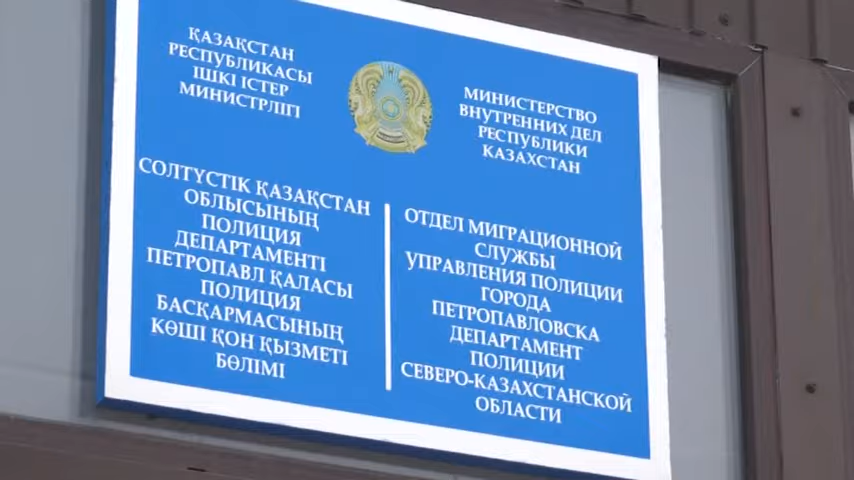 ҚАЗАҚСТАН
РЕСПУБЛИКАСЫ
ІШКІ ІСТЕР
МИНИСТРЛІГІ
МИНИСТЕРСТВО
ВНУТРЕННИХ ДЕЛ
РЕСПУБЛИКИ
КАЗАХСТАН
СОЛТҮСТІК ҚАЗАҚСТАН
ОБЛЫСЫНЫҢ
ПОЛИЦИЯ
ДЕПАРТАМЕНТІ
ПЕТРОПАВЛ ҚАЛАСЫ
ПОЛИЦИЯ
БАСҚАРМАСЫНЫҢ
КӨШІ ҚОН ҚЫЗМЕТІ
БӨЛІМІ
ОТДЕЛ МИГРАЦИОННОЙ
СЛУЖБЫ
УПРАВЛЕНИЯ ПОЛИЦИИ
ГОРОДА
ПЕТРОПАВЛОВСКА
ДЕПАРТАМЕНТ
ПОЛИЦИИ
СЕВЕРО-КАЗАХСТАНСКОЙ
ОБЛАСТИ